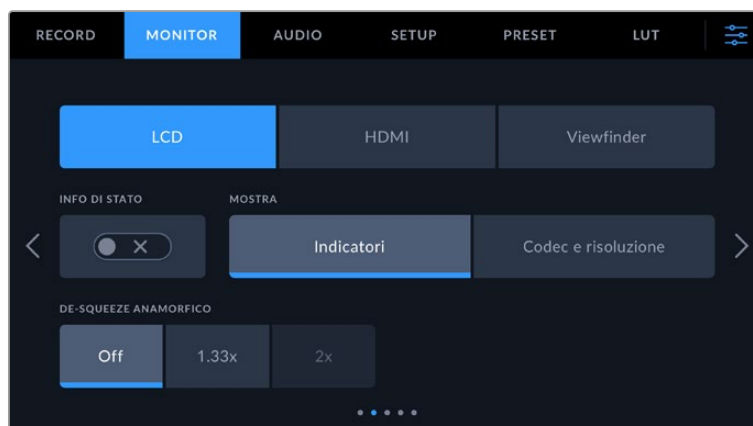 RECORD MONITOR AUDIO SETUP PRESET LUT
LCD HDMI Viewfinder
INFO DI STATO MOSTRA
Indicatori Codec e risoluzione
DE-SQUEEZE ANAMORFICO
Off 1.33x 2x